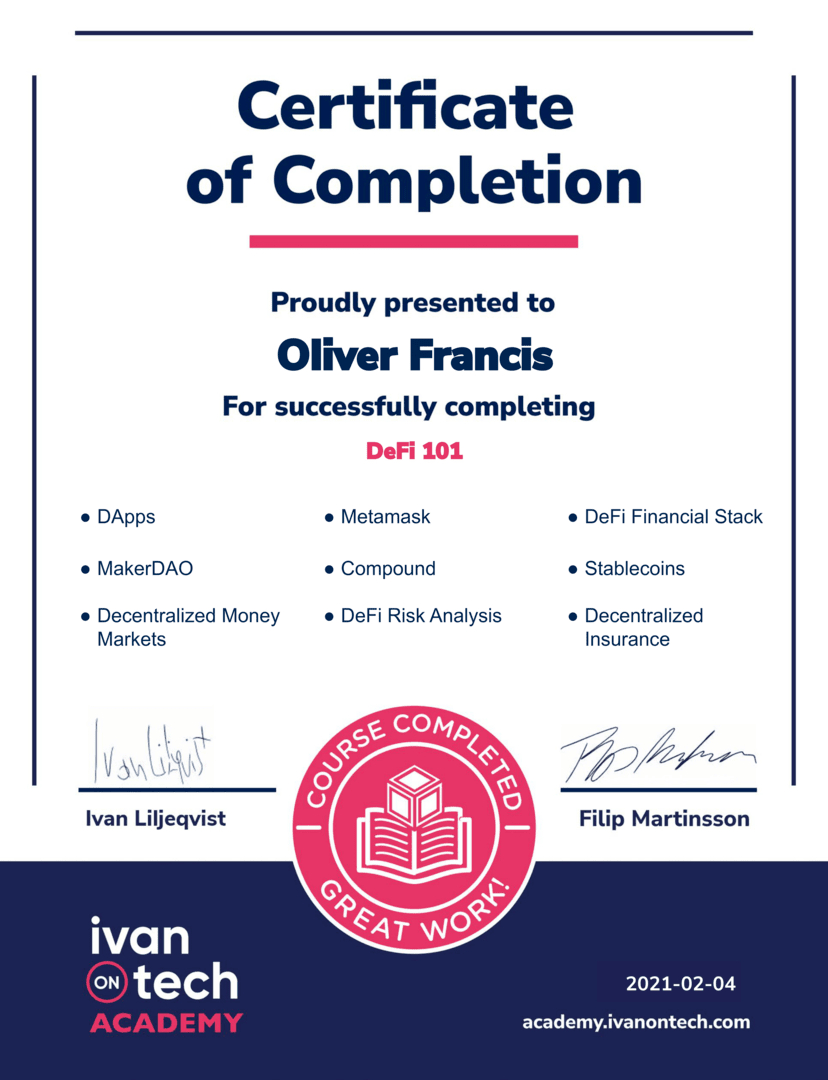 Certificate
of Completion
Proudly presented to
Oliver Francis
For successfully completing
DeFi 101
● DApps
● Metamask
● DeFi Financial Stack
● MakerDAO
● Compound
● Stablecoins
● Decentralized Money
Markets
● DeFi Risk Analysis
● Decentralized
Insurance
Ivan Liljeqvist
Ivan Liljeqvist
Filip Martinsson
COURSE COMPLETED
GREAT WORK!
ivan
ON tech
ACADEMY
2021-02-04
academy.ivanontech.com